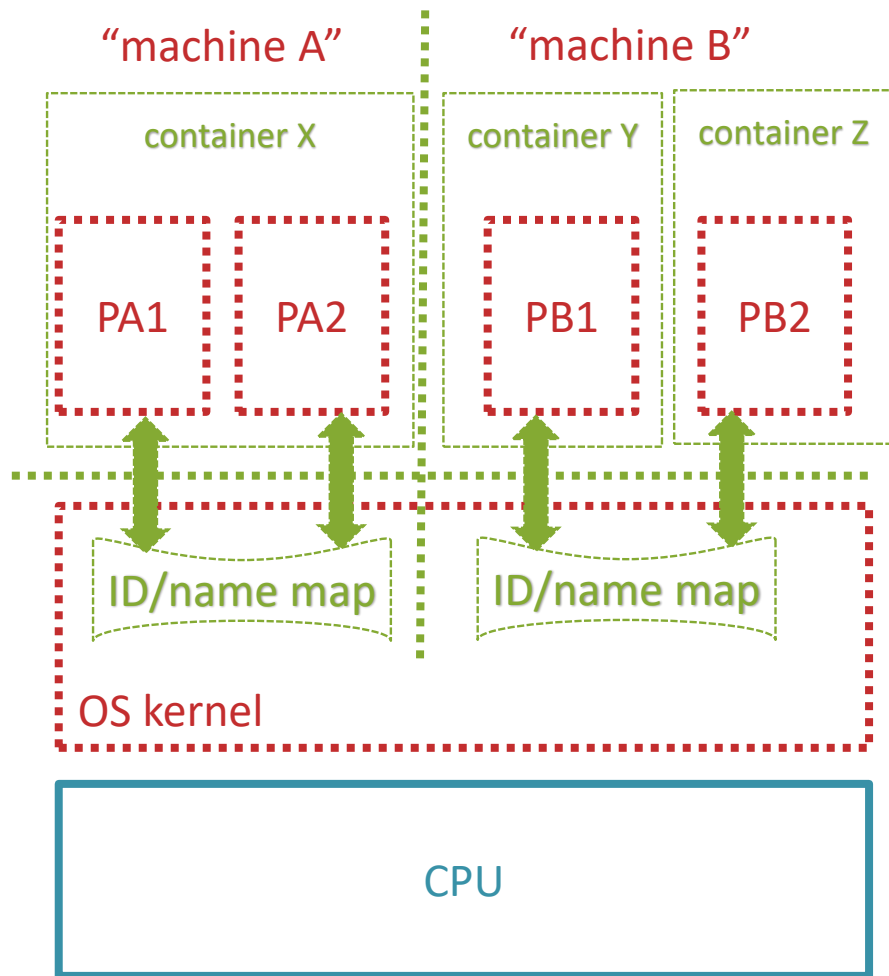 “machine A”
“machine B”
container X
container Y
container Z
PA1
PA2
PB1
PB2
ID/name map
ID/name map
OS kernel
CPU